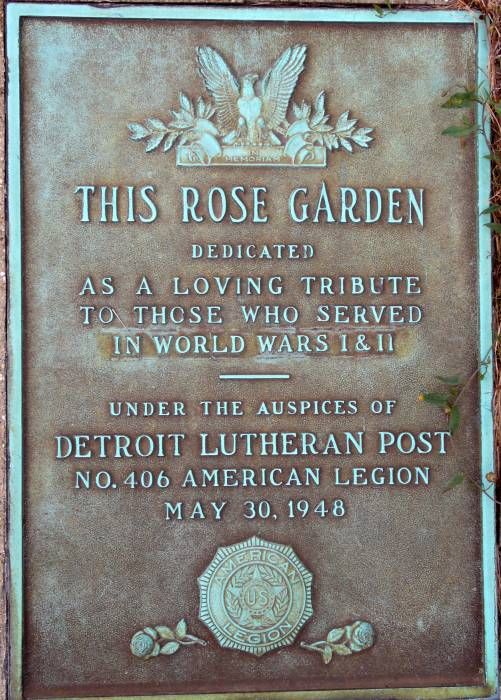 IN
MEMORIAM
THIS ROSE GARDEN
DEDICATED
AS A LOVING TRIBUTE
TO THOSE WHO SERVED
IN WORLD WARS I & II
UNDER THE AUSPICES OF
DETROIT LUTHERAN POST
NO. 406 AMERICAN LEGION
MAY 30, 1948
AMERICAN
US
LEGION